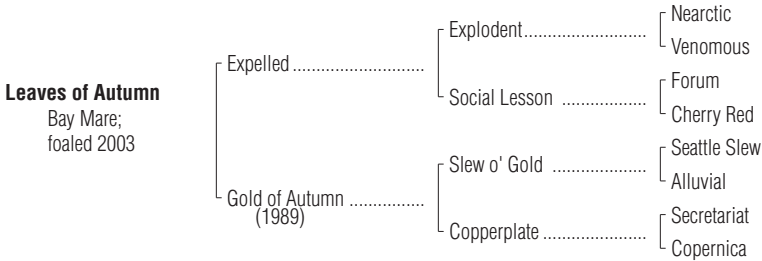 Nearctic
Explodent..........................
Venomous
Expelled ............................
Forum
Social Lesson ..................
Cherry Red
Leaves of Autumn
Bay Mare;
foaled 2003
Seattle Slew
Slew o' Gold ....................
Alluvial
Gold of Autumn ................
(1989)
Secretariat
Copperplate ......................
Copernica